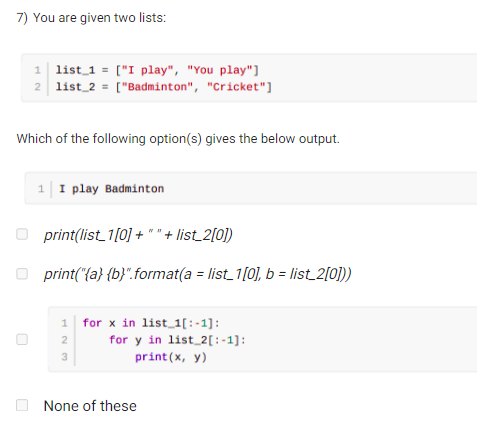 7) You are given two lists:
1 list_1 = ["I play", "You play"]
2 list_2 = ["Badminton", "Cricket"]
Which of the following option(s) gives the below output.
1 I play Badminton
print(list_1[0] + " " + list_2[0])
print("{a} {b}".format(a = list_1[0], b = list_2[0]))
1 for x in list_1[:-1]:
2     for y in list_2[:-1]:
3         print(x, y)
None of these